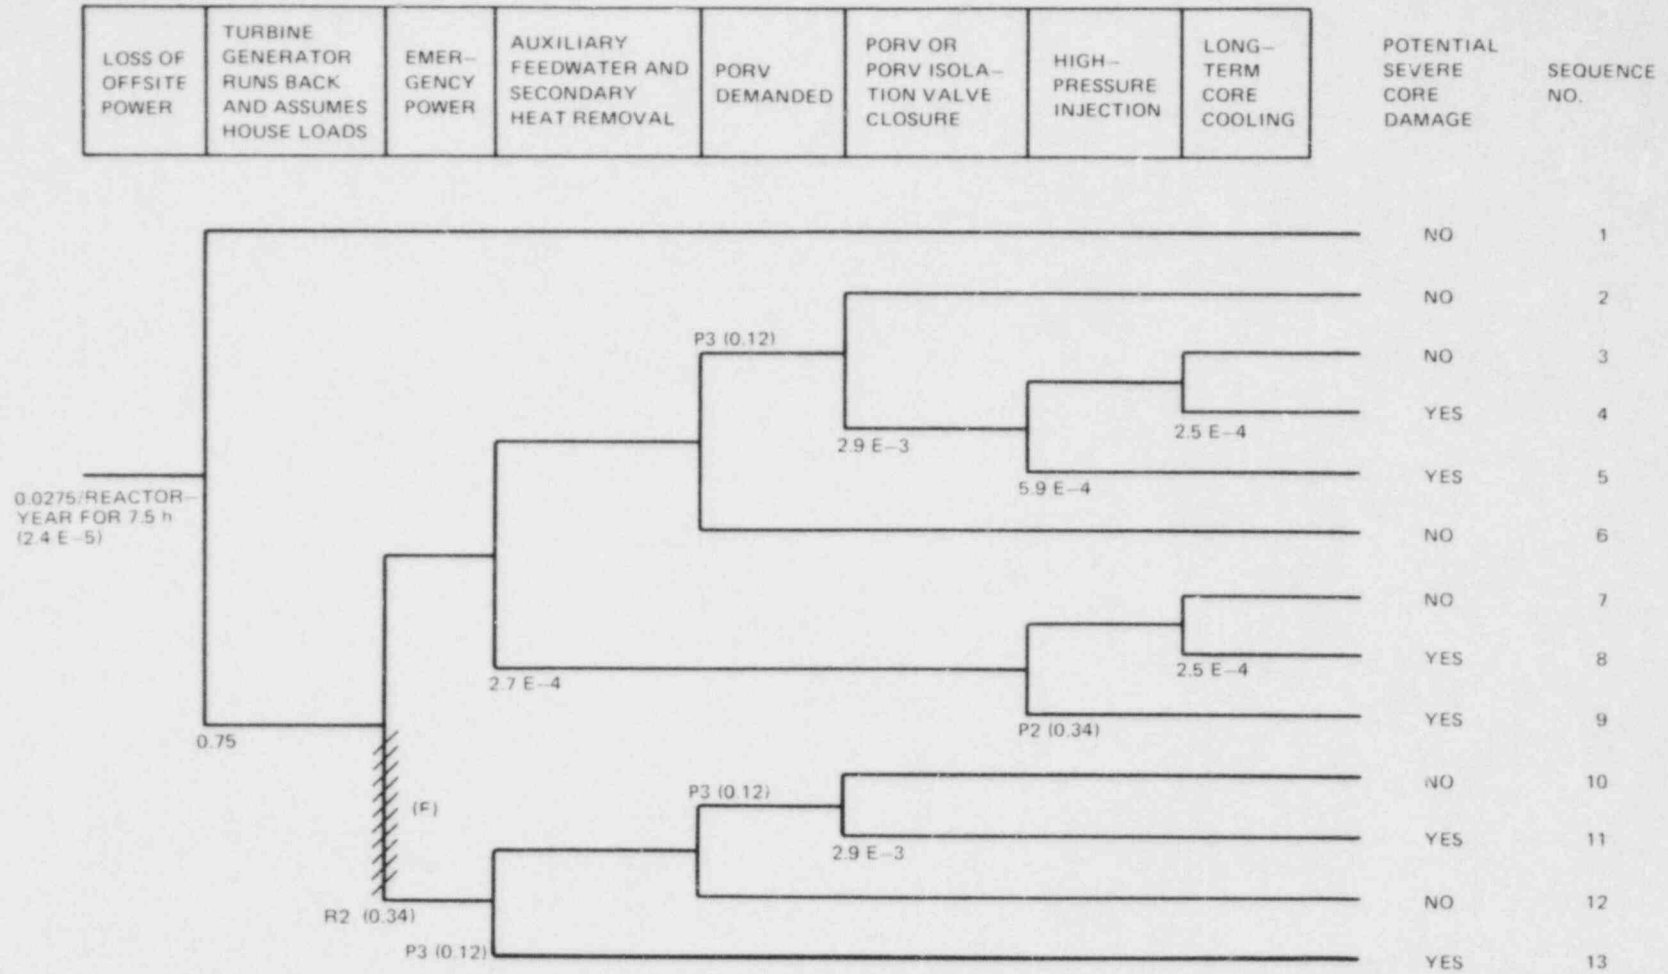 LOSS OF
OFFSITE
POWER
TURBINE
GENERATOR
RUNS BACK
AND ASSUMES
HOUSE LOADS
EMER—
GENCY
POWER
AUXILIARY
FEEDWATER AND
SECONDARY
HEAT REMOVAL
PORV
DEMANDED
PORV OR
PORV ISOLA—
TION VALVE
CLOSURE
HIGH—
PRESSURE
INJECTION
LONG—
TERM
CORE
COOLING
POTENTIAL
SEVERE
CORE
DAMAGE
SEQUENCE
NO.
NO 1
NO 2
P3 (0.12)
NO 3
YES 4
2.5 E—4
2.9 E—3
YES 5
5.9 E—4
0.0275/REACTOR—
YEAR FOR 7.5 h
(2.4 E—5)
NO 6
NO 7
YES 8
2.5 E—4
2.7 E—4
YES 9
P2 (0.34)
0.75
NO 10
P3 (0.12)
(F)
YES 11
2.9 E—3
NO 12
R2 (0.34)
P3 (0.12)
YES 13